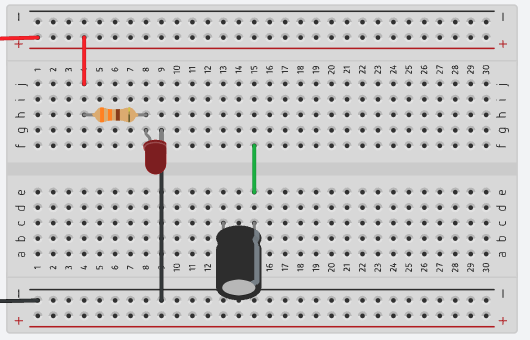 − −
+ +
1 2 3 4 5 6 7 8 9 10 11 12 13 14 15 16 17 18 19 20 21 22 23 24 25 26 27 28 29 30
j j
i i
h h
g g
f f
e e
d d
c c
b b
a a
1 2 3 4 5 6 7 8 9 10 11 12 16 17 18 19 20 21 22 23 24 25 26 27 28 29 30
− −
+ +